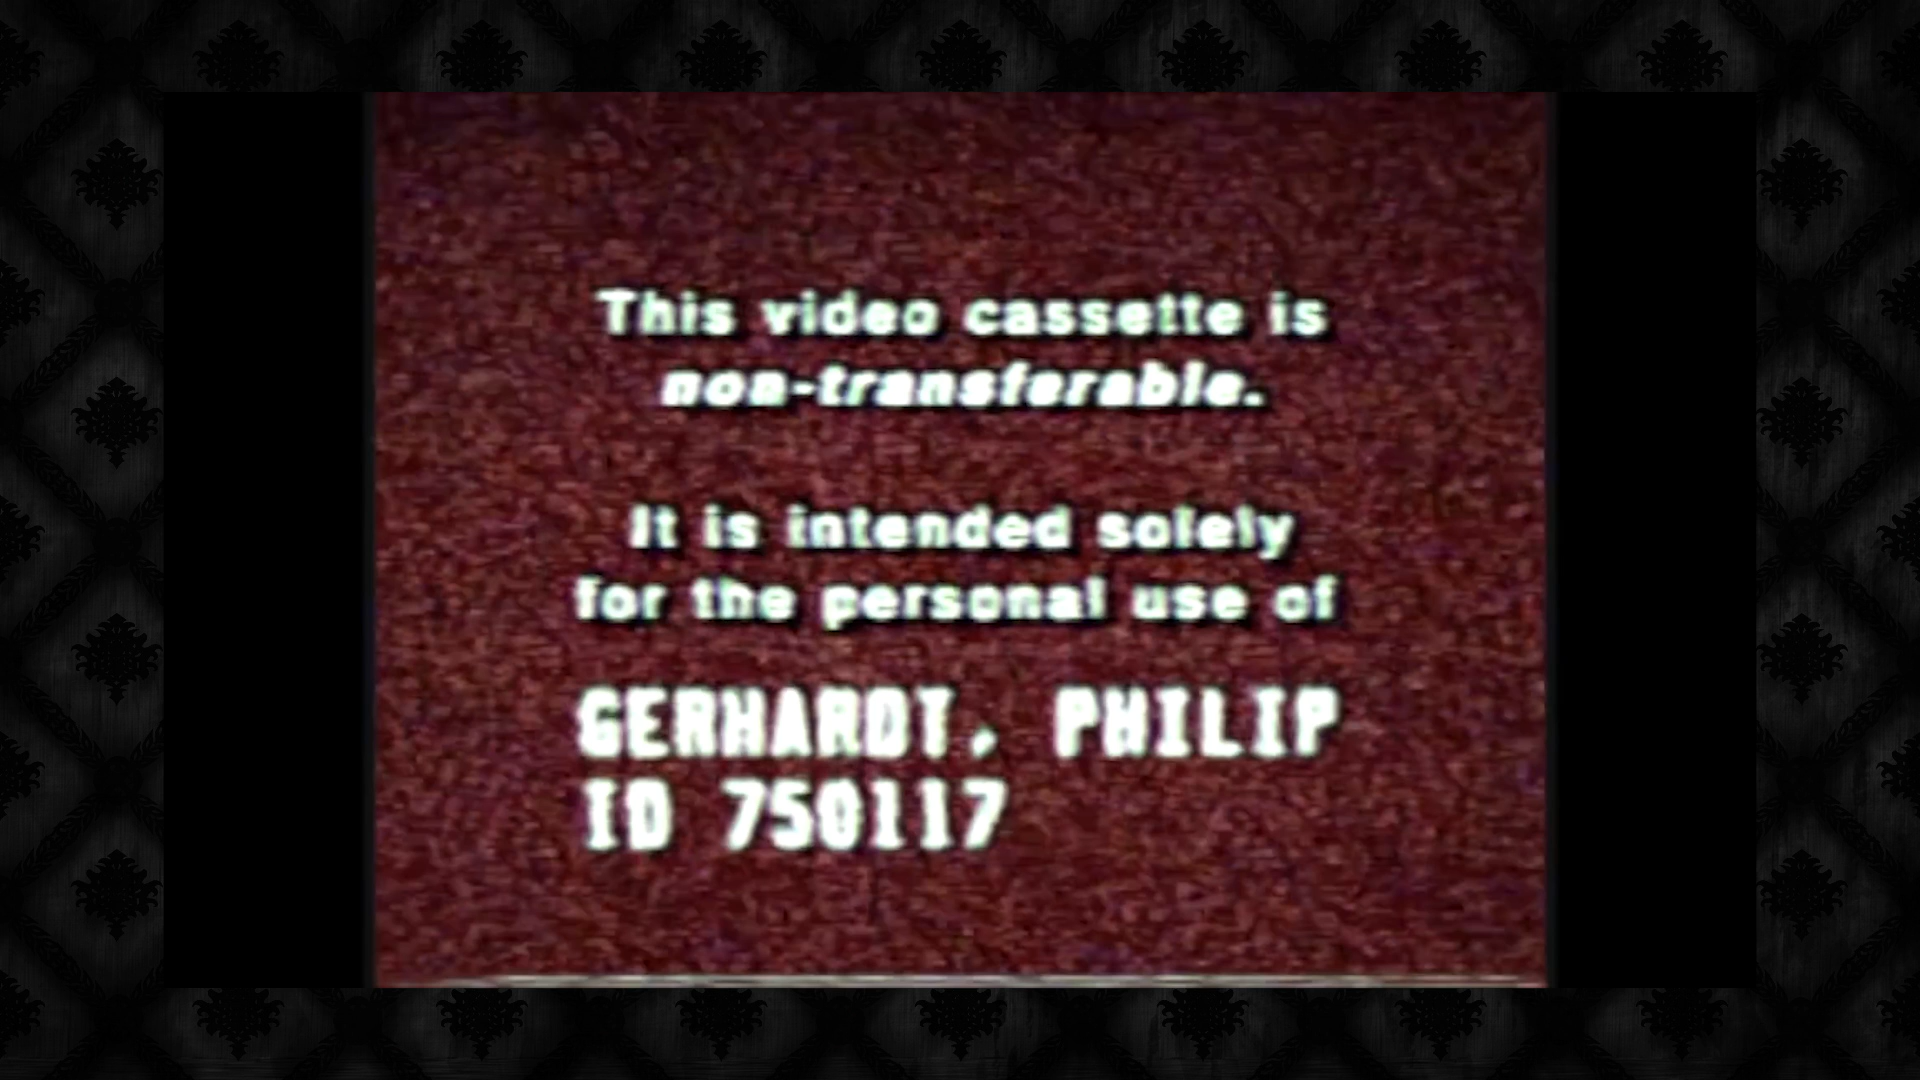 This video cassette is
non-transferable.
It is intended solely
for the personal use of
GERHARDT, PHILIP
ID 750117